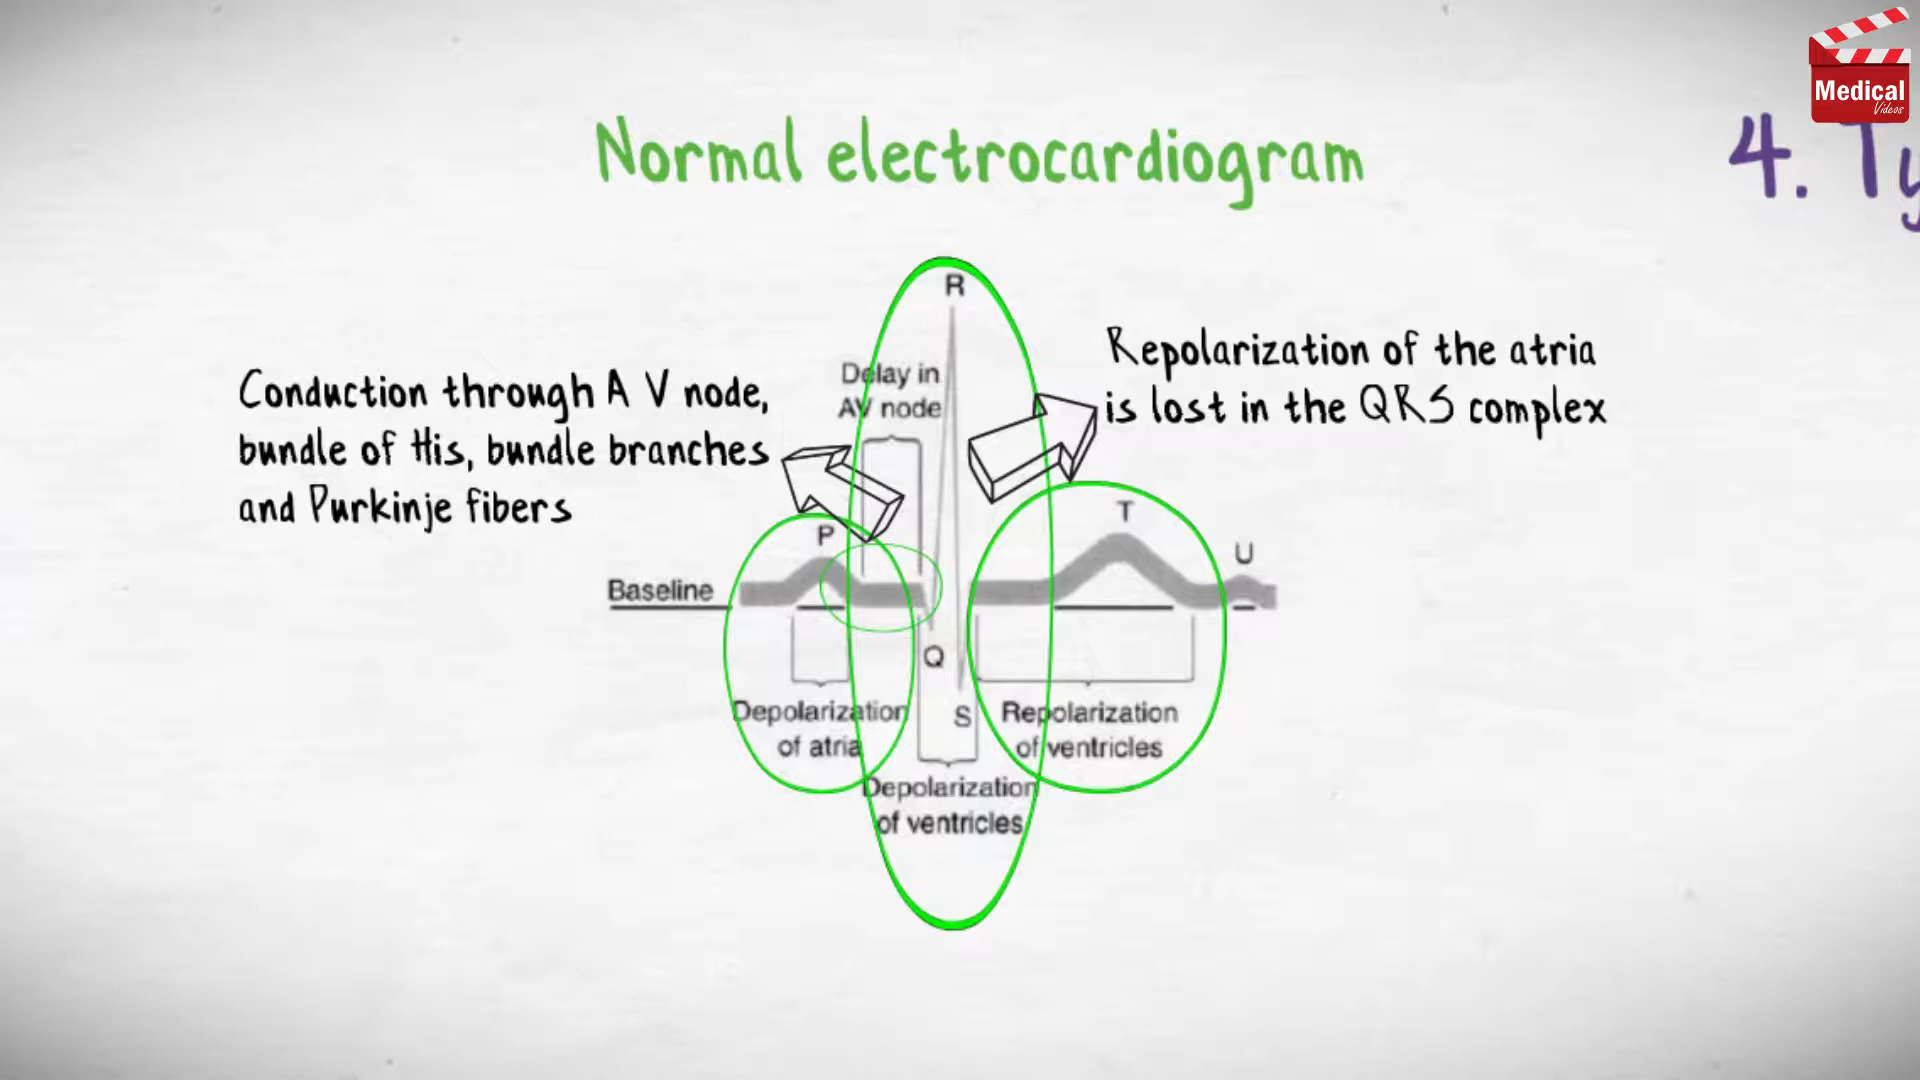 Medical
Videos
Normal electrocardiogram
4. Ty
R
Delay in
AV node
Repolarization of the atria
is lost in the QRS complex
Conduction through A V node,
bundle of His, bundle branches
and Purkinje fibers
P
T
U
Baseline
Q
S
Depolarization
of atria
Repolarization
of ventricles
Depolarization
of ventricles